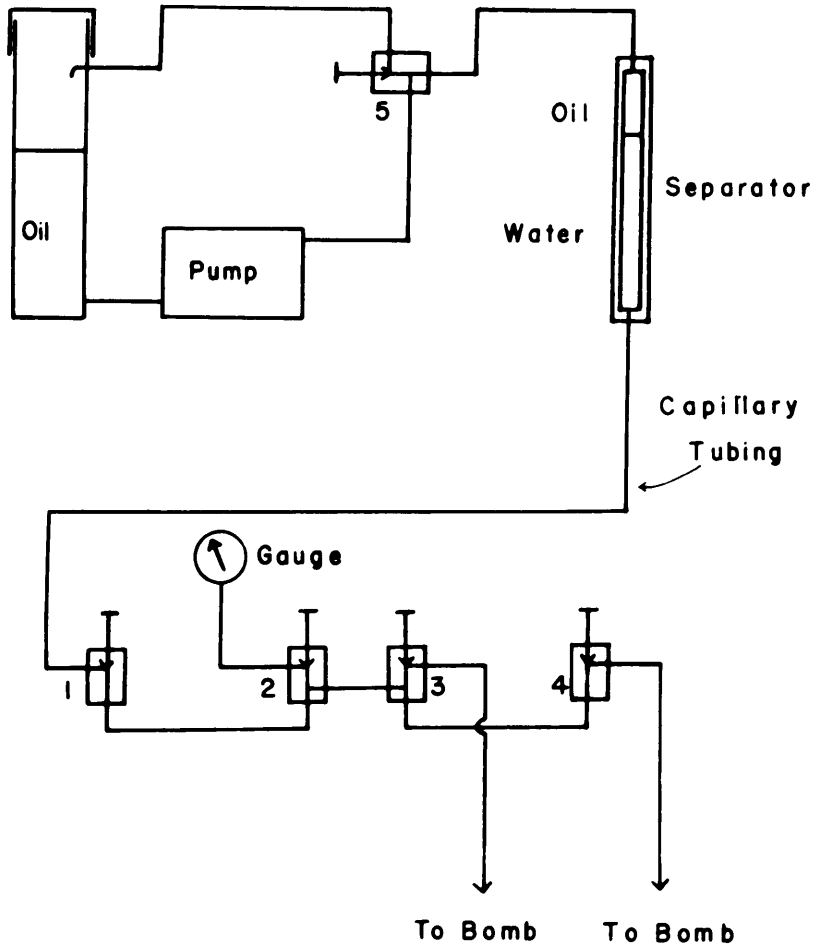 5
Oil
Separator
Oil
Water
Pump
Capillary
Tubing
Gauge
1
2
3
4
To Bomb
To Bomb